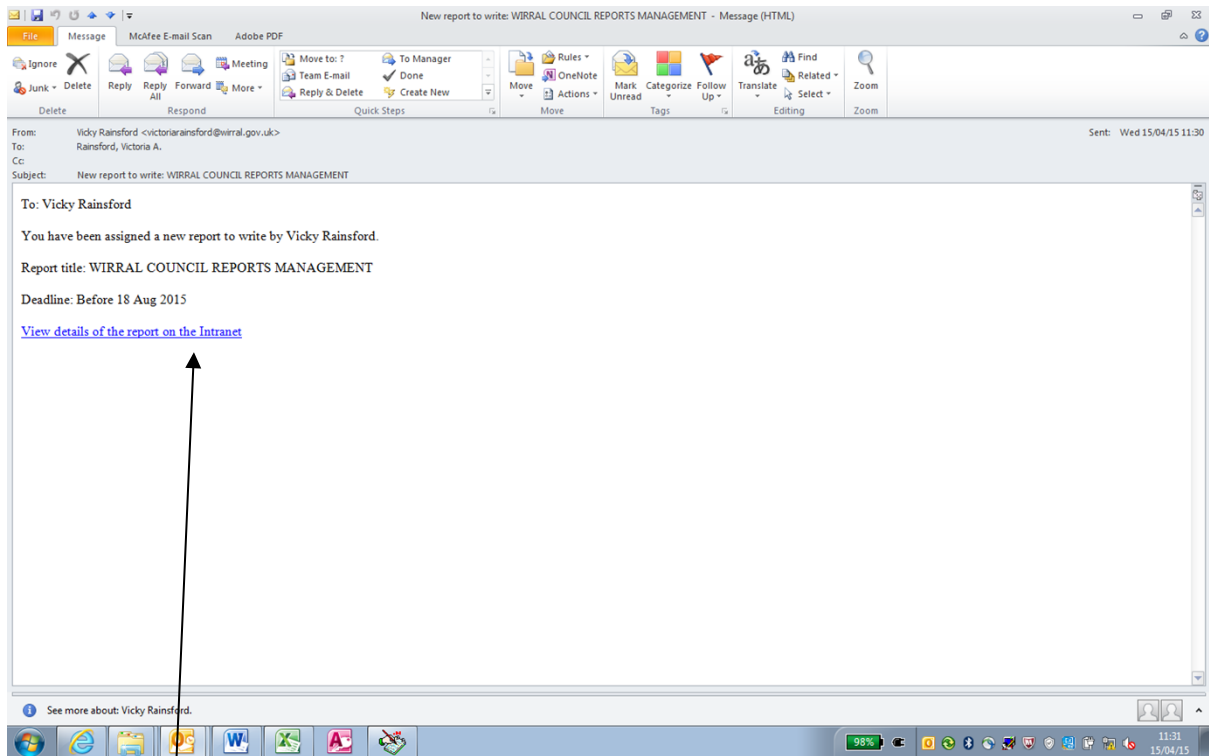 New report to write: WIRRAL COUNCIL REPORTS MANAGEMENT - Message (HTML)
File Message McAfee E-mail Scan Adobe PDF
Ignore
Junk
Delete
Reply
Reply All
Forward
Meeting
More
Move to: ?
Team E-mail
Reply & Delete
To Manager
Done
Create New
Move
Rules
OneNote
Actions
Mark Unread
Categorize
Follow Up
Translate
Find
Related
Select
Zoom
Delete Respond Quick Steps Move Tags Editing Zoom
From: Vicky Rainsford <victoriarainsford@wirral.gov.uk> Sent: Wed 15/04/15 11:30
To: Rainsford, Victoria A.
Cc:
Subject: New report to write: WIRRAL COUNCIL REPORTS MANAGEMENT
To: Vicky Rainsford
You have been assigned a new report to write by Vicky Rainsford.
Report title: WIRRAL COUNCIL REPORTS MANAGEMENT
Deadline: Before 18 Aug 2015
View details of the report on the Intranet
See more about: Vicky Rainsford.
98%
11:31
15/04/15